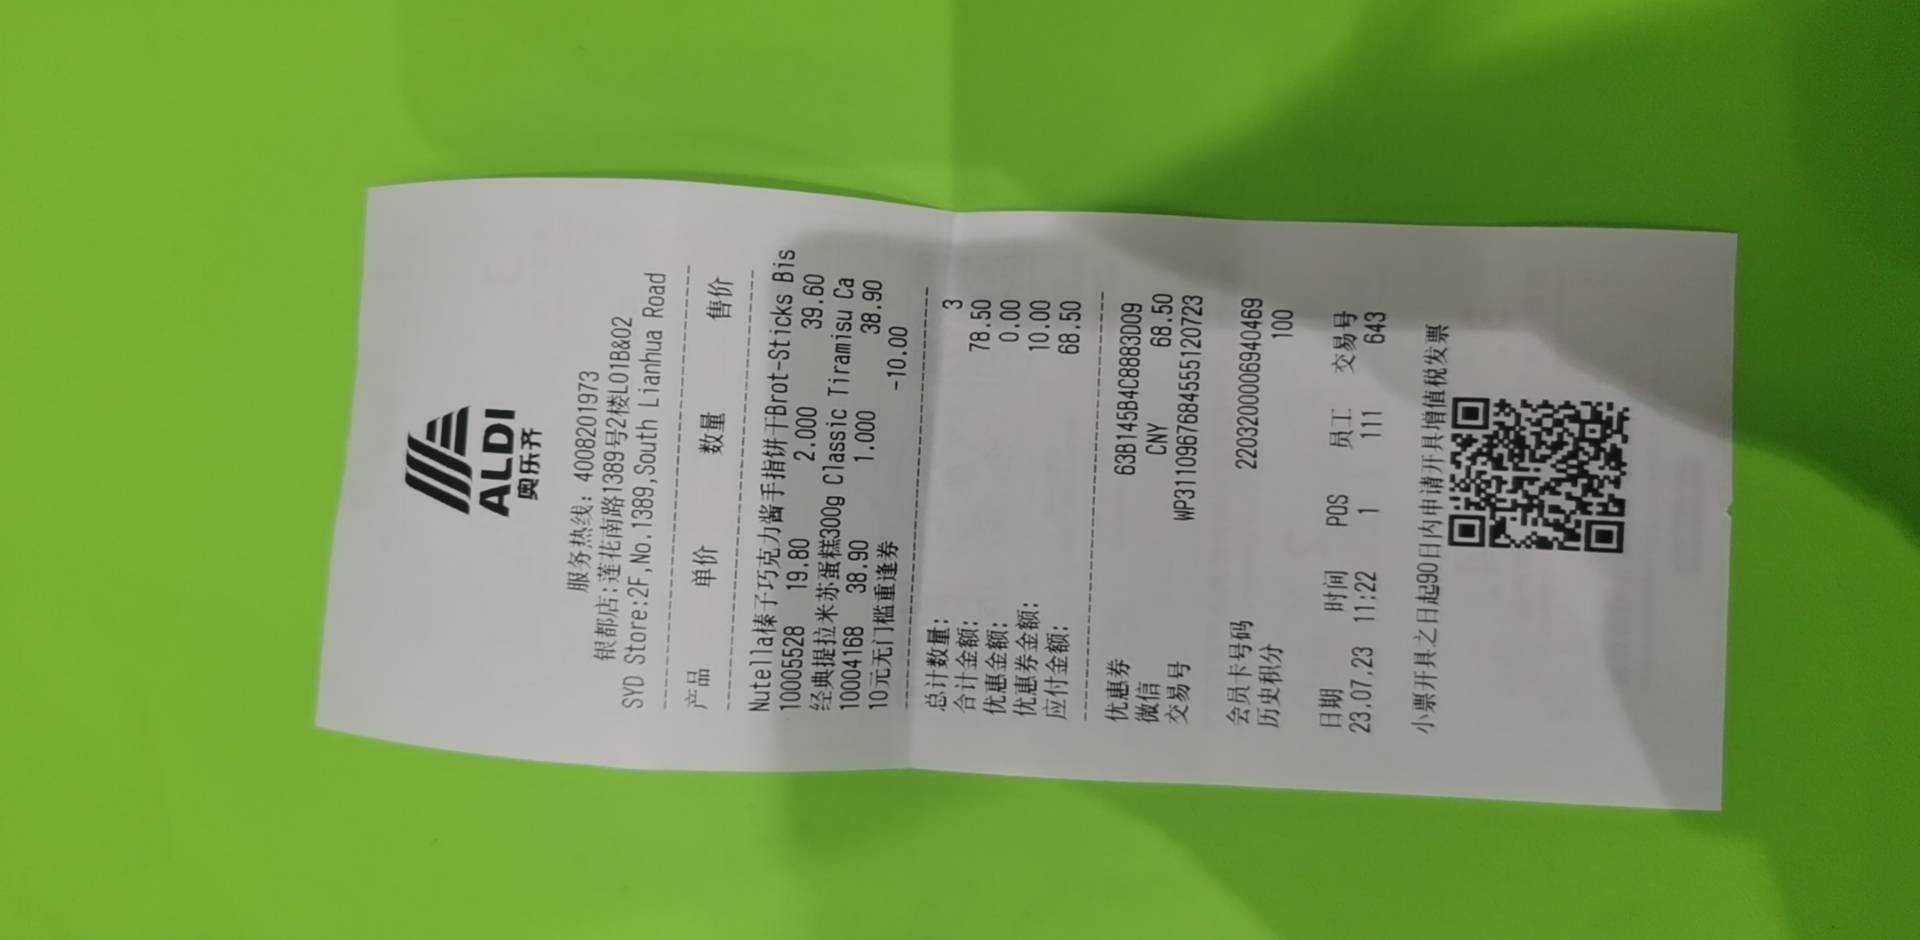 ALDI
奥乐齐
服务热线: 4008201973
银都店:莲花南路1389号2楼L01B&02
SYD Store:2F,No.1389,South Lianhua Road
产品 单价 数量 售价
Nutella榛子巧克力酱手指饼干Brot-Sticks Bis
10005528 19.80 2.000 39.60
经典提拉米苏蛋糕300g Classic Tiramisu Ca
10004168 38.90 1.000 38.90
10元无门槛重逢券 -10.00
总计数量: 3
合计金额: 78.50
优惠金额: 0.00
优惠券金额: 10.00
应付金额: 68.50
优惠券 63B145B4C8883D09
微信 CNY 68.50
交易号 WP3110967684555120723
会员卡号码 2203200006940469
历史积分 100
日期 时间 POS 员工 交易号
23.07.23 11:22 1 111 643
小票开具之日起90日内申请开具增值税发票